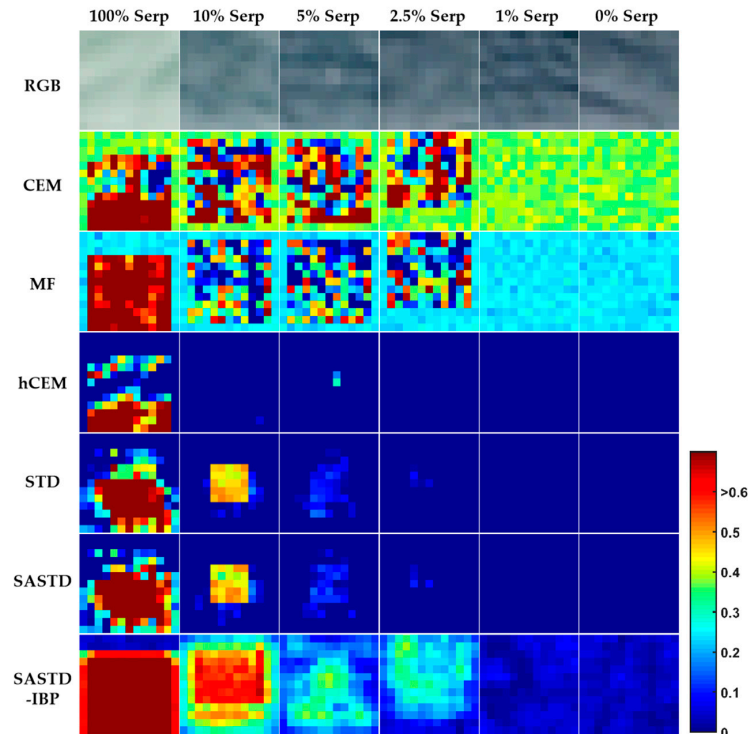 100% Serp 10% Serp 5% Serp 2.5% Serp 1% Serp 0% Serp
RGB
CEM
MF
hCEM
STD
SASTD
SASTD
-IBP
>0.6
0.5
0.4
0.3
0.2
0.1
0